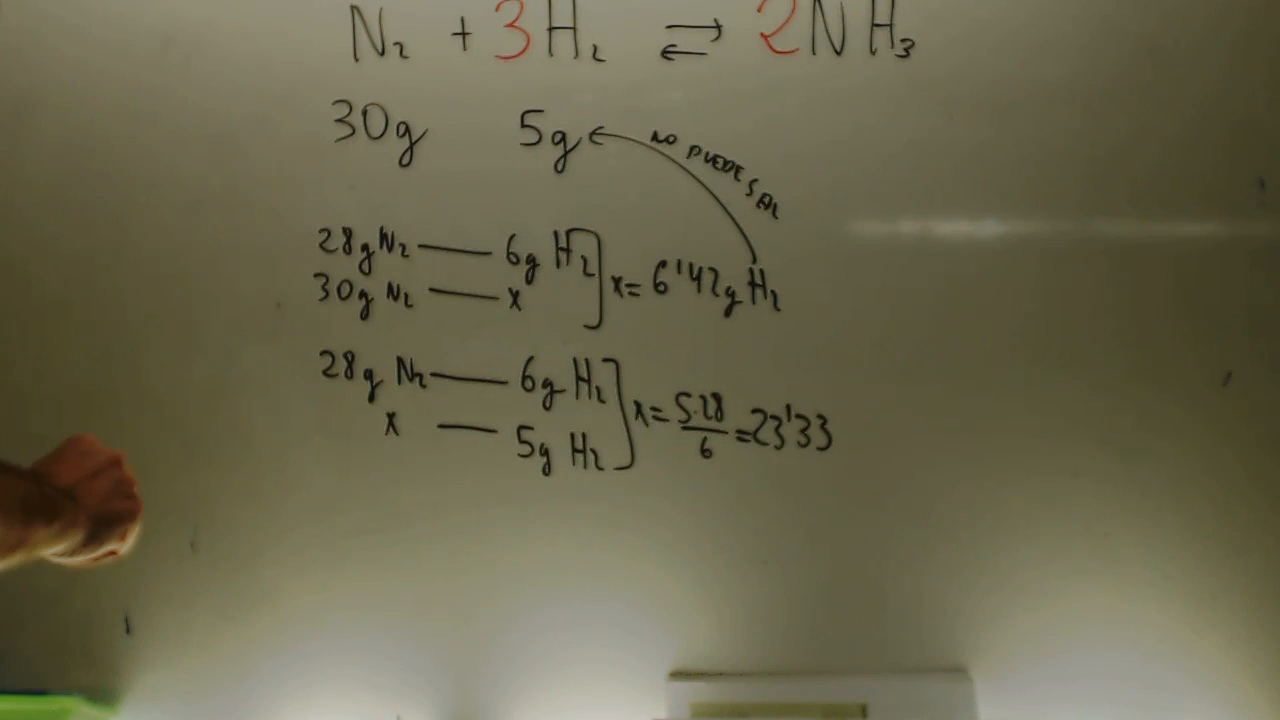 N₂ + 3H₂ ⇄ 2NH₃
30g 5g
NO PUEDE SER
28g N₂ — 6g H₂
30g N₂ — x
x = 6'42g H₂
28g N₂ — 6g H₂
x — 5g H₂
x = 5·28/6 = 23'33